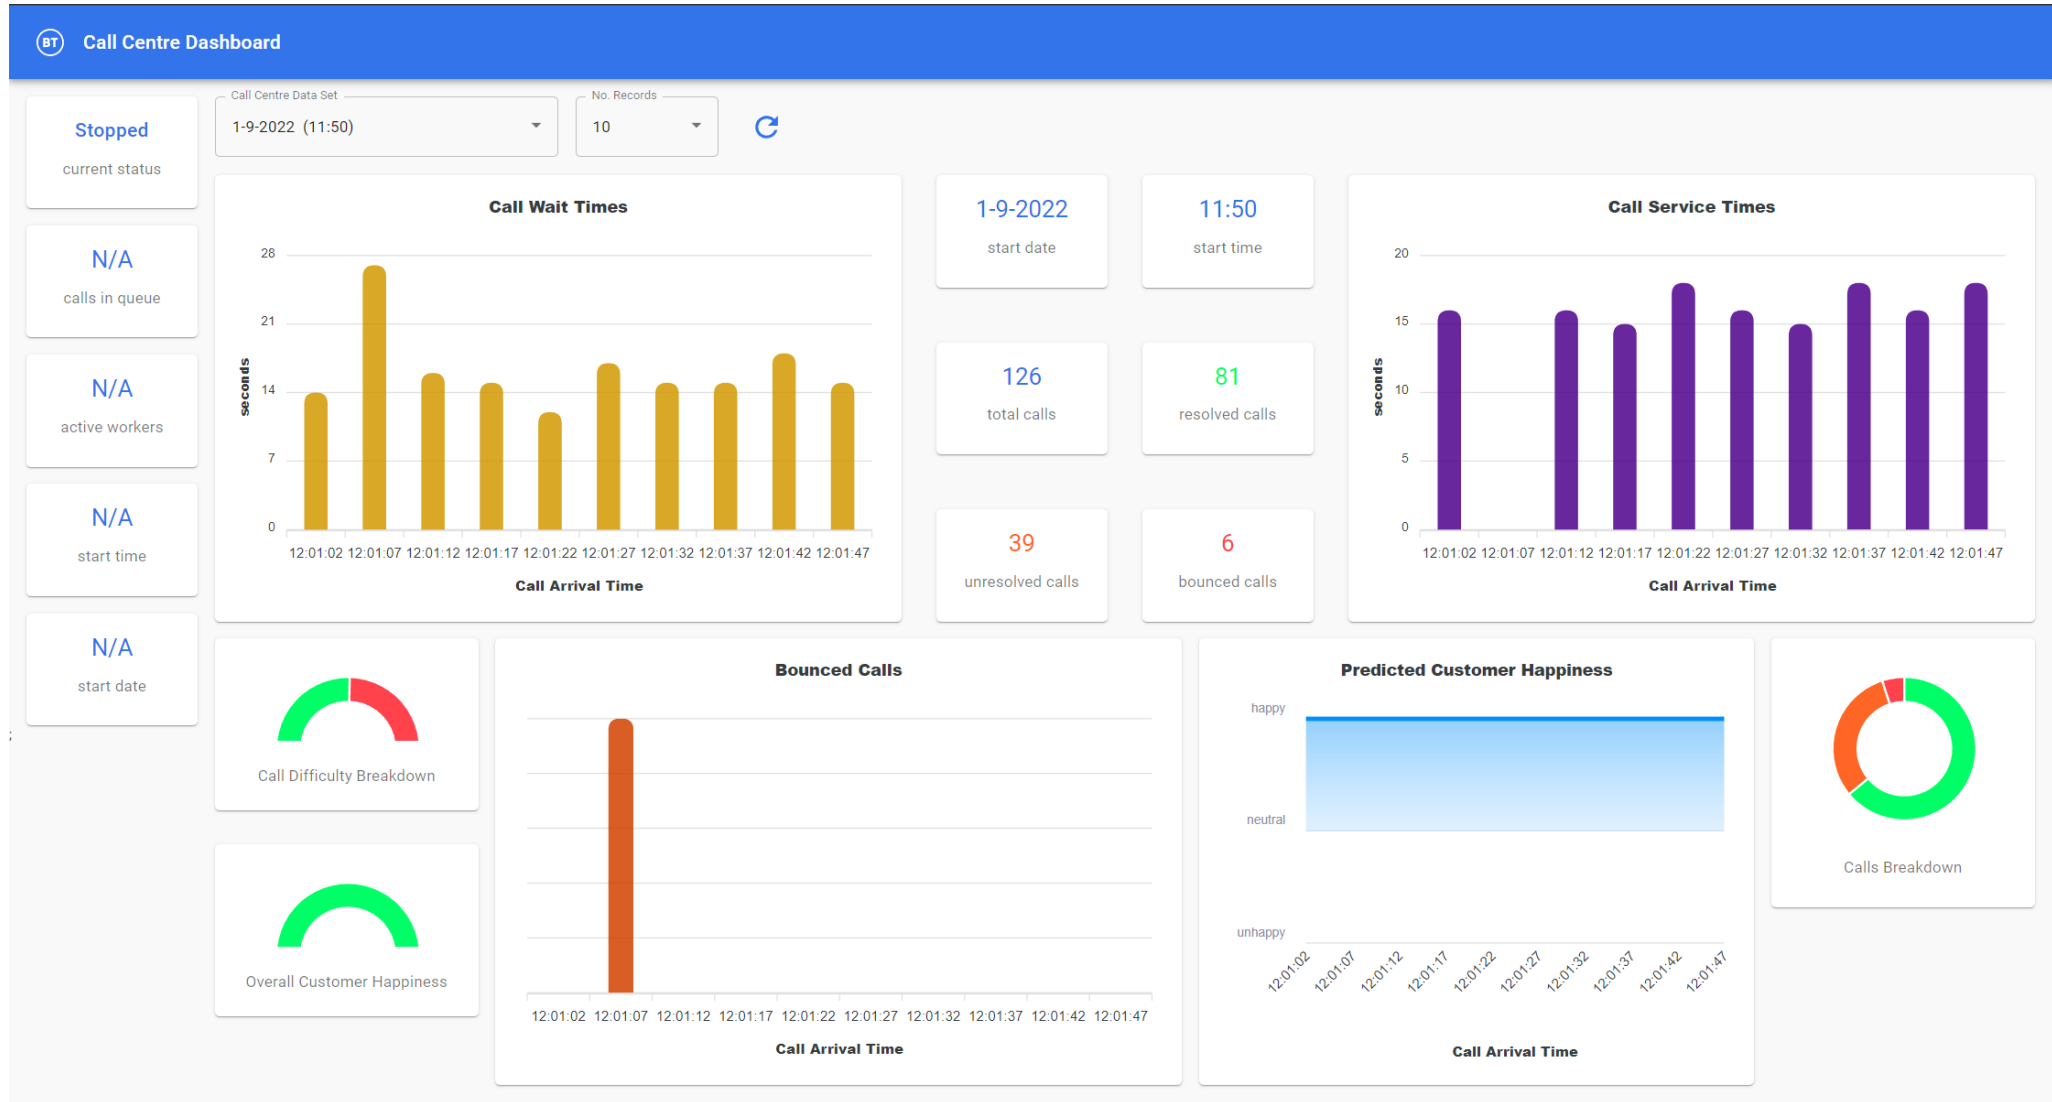 BT Call Centre Dashboard
Stopped
current status
N/A
calls in queue
N/A
active workers
N/A
start time
N/A
start date
;
Call Centre Data Set
1-9-2022 (11:50)
No. Records
10
Call Wait Times
28
21
14
7
0
seconds
12:01:02 12:01:07 12:01:12 12:01:17 12:01:22 12:01:27 12:01:32 12:01:37 12:01:42 12:01:47
Call Arrival Time
1-9-2022
start date
11:50
start time
126
total calls
81
resolved calls
39
unresolved calls
6
bounced calls
Call Service Times
20
15
10
5
0
seconds
12:01:02 12:01:07 12:01:12 12:01:17 12:01:22 12:01:27 12:01:32 12:01:37 12:01:42 12:01:47
Call Arrival Time
Call Difficulty Breakdown
Overall Customer Happiness
Bounced Calls
12:01:02 12:01:07 12:01:12 12:01:17 12:01:22 12:01:27 12:01:32 12:01:37 12:01:42 12:01:47
Call Arrival Time
Predicted Customer Happiness
happy
neutral
unhappy
12:01:02 12:01:07 12:01:12 12:01:17 12:01:22 12:01:27 12:01:32 12:01:37 12:01:42 12:01:47
Call Arrival Time
Calls Breakdown